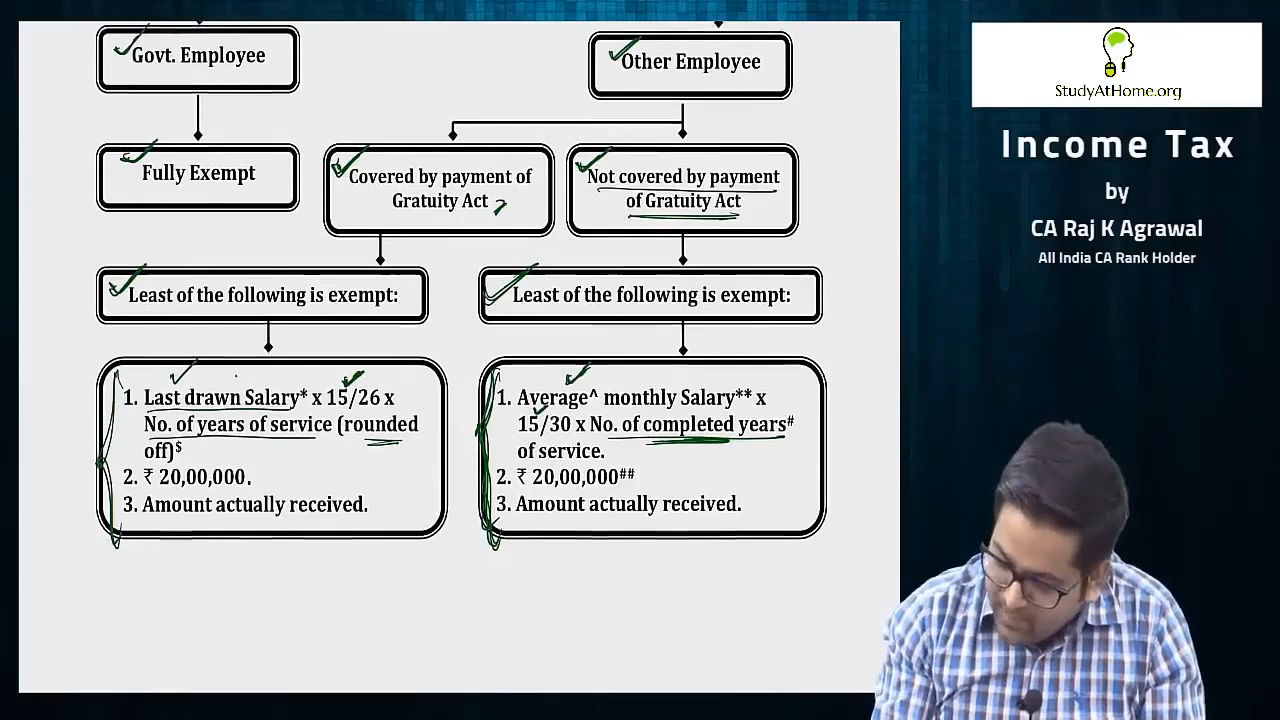 Govt. Employee
Other Employee
Fully Exempt
Covered by payment of
Gratuity Act
Not covered by payment
of Gratuity Act
Least of the following is exempt:
Least of the following is exempt:
1. Last drawn Salary* x 15/26 x
No. of years of service (rounded
off)$
2. ₹ 20,00,000.
3. Amount actually received.
1. Average^ monthly Salary** x
15/30 x No. of completed years#
of service.
2. ₹ 20,00,000##
3. Amount actually received.
StudyAtHome.org
Income Tax
by
CA Raj K Agrawal
All India CA Rank Holder